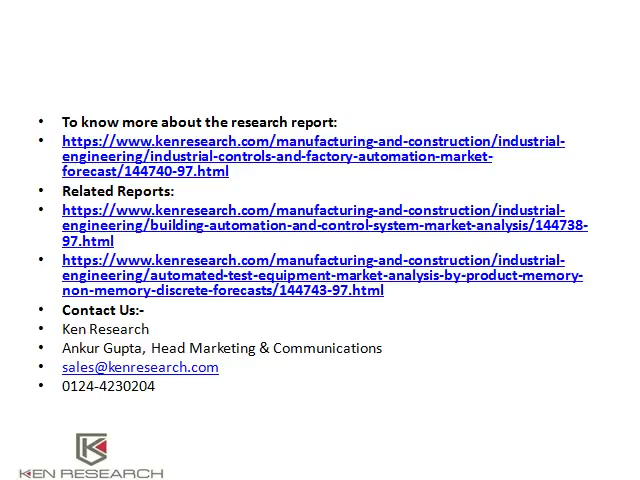 • To know more about the research report:
• https://www.kenresearch.com/manufacturing-and-construction/industrial-
engineering/industrial-controls-and-factory-automation-market-
forecast/144740-97.html
• Related Reports:
• https://www.kenresearch.com/manufacturing-and-construction/industrial-
engineering/building-automation-and-control-system-market-analysis/144738-
97.html
• https://www.kenresearch.com/manufacturing-and-construction/industrial-
engineering/automated-test-equipment-market-analysis-by-product-memory-
non-memory-discrete-forecasts/144743-97.html
• Contact Us:-
• Ken Research
• Ankur Gupta, Head Marketing & Communications
• sales@kenresearch.com
• 0124-4230204
KEN RESEARCH